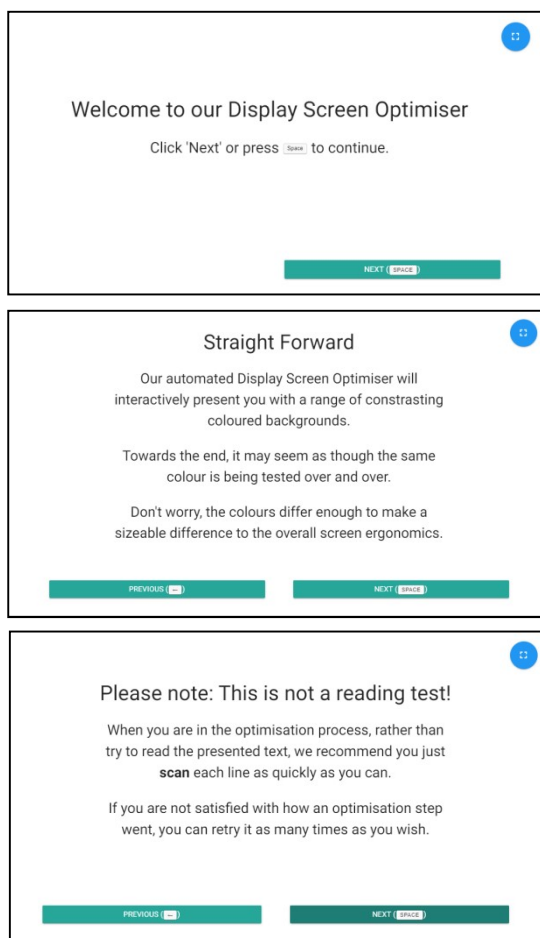 Welcome to our Display Screen Optimiser
Click 'Next' or press Space to continue.
NEXT ( SPACE )
Straight Forward
Our automated Display Screen Optimiser will
interactively present you with a range of constrasting
coloured backgrounds.
Towards the end, it may seem as though the same
colour is being tested over and over.
Don't worry, the colours differ enough to make a
sizeable difference to the overall screen ergonomics.
PREVIOUS ( ← )
NEXT ( SPACE )
Please note: This is not a reading test!
When you are in the optimisation process, rather than
try to read the presented text, we recommend you just
scan each line as quickly as you can.
If you are not satisfied with how an optimisation step
went, you can retry it as many times as you wish.
PREVIOUS ( ← )
NEXT ( SPACE )